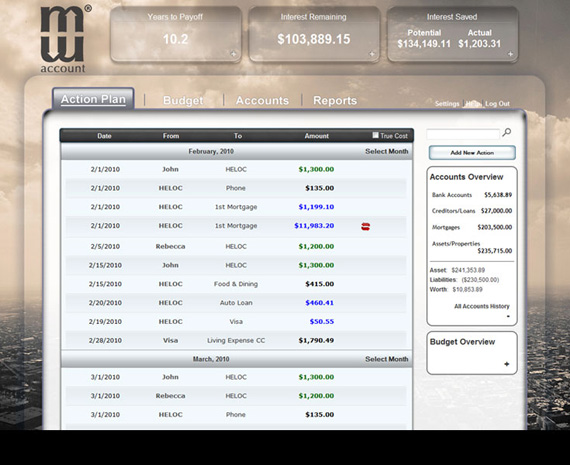 Years to Payoff
10.2
+
Interest Remaining
$103,889.15
+
Interest Saved
Potential Actual
$134,149.11 $1,203.31
+
mw®
account
Action Plan | Budget | Accounts | Reports
Settings Log Out
Date From To Amount True Cost
February, 2010 Select Month
2/1/2010 John HELOC $1,300.00
2/1/2010 HELOC Phone $135.00
2/1/2010 HELOC 1st Mortgage $1,199.10
2/1/2010 HELOC 1st Mortgage $11,983.20
2/5/2010 Rebecca HELOC $1,200.00
2/15/2010 John HELOC $1,300.00
2/15/2010 HELOC Food & Dining $415.00
2/20/2010 HELOC Auto Loan $460.41
2/19/2010 HELOC Visa $50.55
2/28/2010 Visa Living Expense CC $1,790.49
March, 2010 Select Month
3/1/2010 John HELOC $1,300.00
3/1/2010 HELOC HELOC $1,200.00
3/1/2010 HELOC Phone $135.00
Add New Action
Accounts Overview
Bank Accounts $5,638.89
Creditors/Loans $27,000.00
Mortgages $203,500.00
Assets/Properties
$235,715.00
Asset: $241,353.89
Liabilities: ($230,500.00)
Worth: $10,853.89
All Accounts History
Budget Overview
+